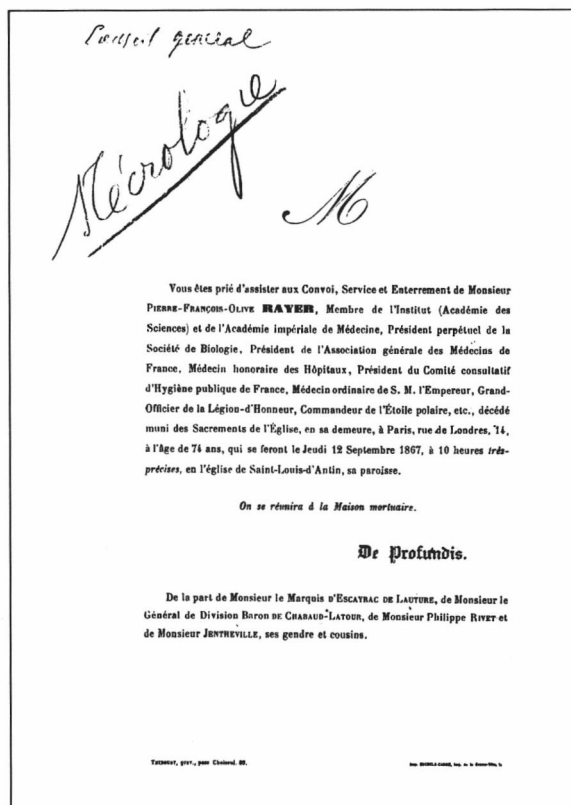 Conseil general
Nécrologie
M
Vous êtes prié d'assister aux Convoi, Service et Enterrement de Monsieur
PIERRE-FRANÇOIS-OLIVE RAYER, Membre de l'Institut (Académie des
Sciences) et de l'Académie impériale de Médecine, Président perpétuel de la
Société de Biologie, Président de l'Association générale des Médecins de
France, Médecin honoraire des Hôpitaux, Président du Comité consultatif
d'Hygiène publique de France, Médecin ordinaire de S. M. l'Empereur, Grand-
Officier de la Légion-d'Honneur, Commandeur de l'Étoile polaire, etc., décédé
muni des Sacrements de l'Église, en sa demeure, à Paris, rue de Londres, 14,
à l'âge de 74 ans, qui se feront le Jeudi 12 Septembre 1867, à 10 heures très-
précises, en l'église de Saint-Louis-d'Antin, sa paroisse.
On se réunira à la Maison mortuaire.
De Profundis.
De la part de Monsieur le Marquis D'ESCAYRAC DE LAUTURE, de Monsieur le
Général de Division Baron DE CHABAUD-LATOUR, de Monsieur Philippe RIVET et
de Monsieur JENTHEVILLE, ses gendre et cousins.
grav., Choiseul,
Imp.